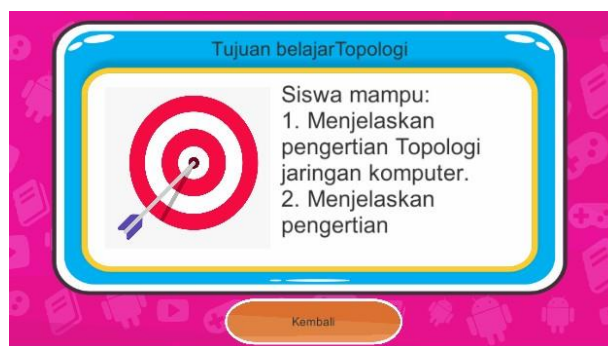 Tujuan belajarTopologi
Siswa mampu:
1. Menjelaskan
pengertian Topologi
jaringan komputer.
2. Menjelaskan
pengertian
Kembali